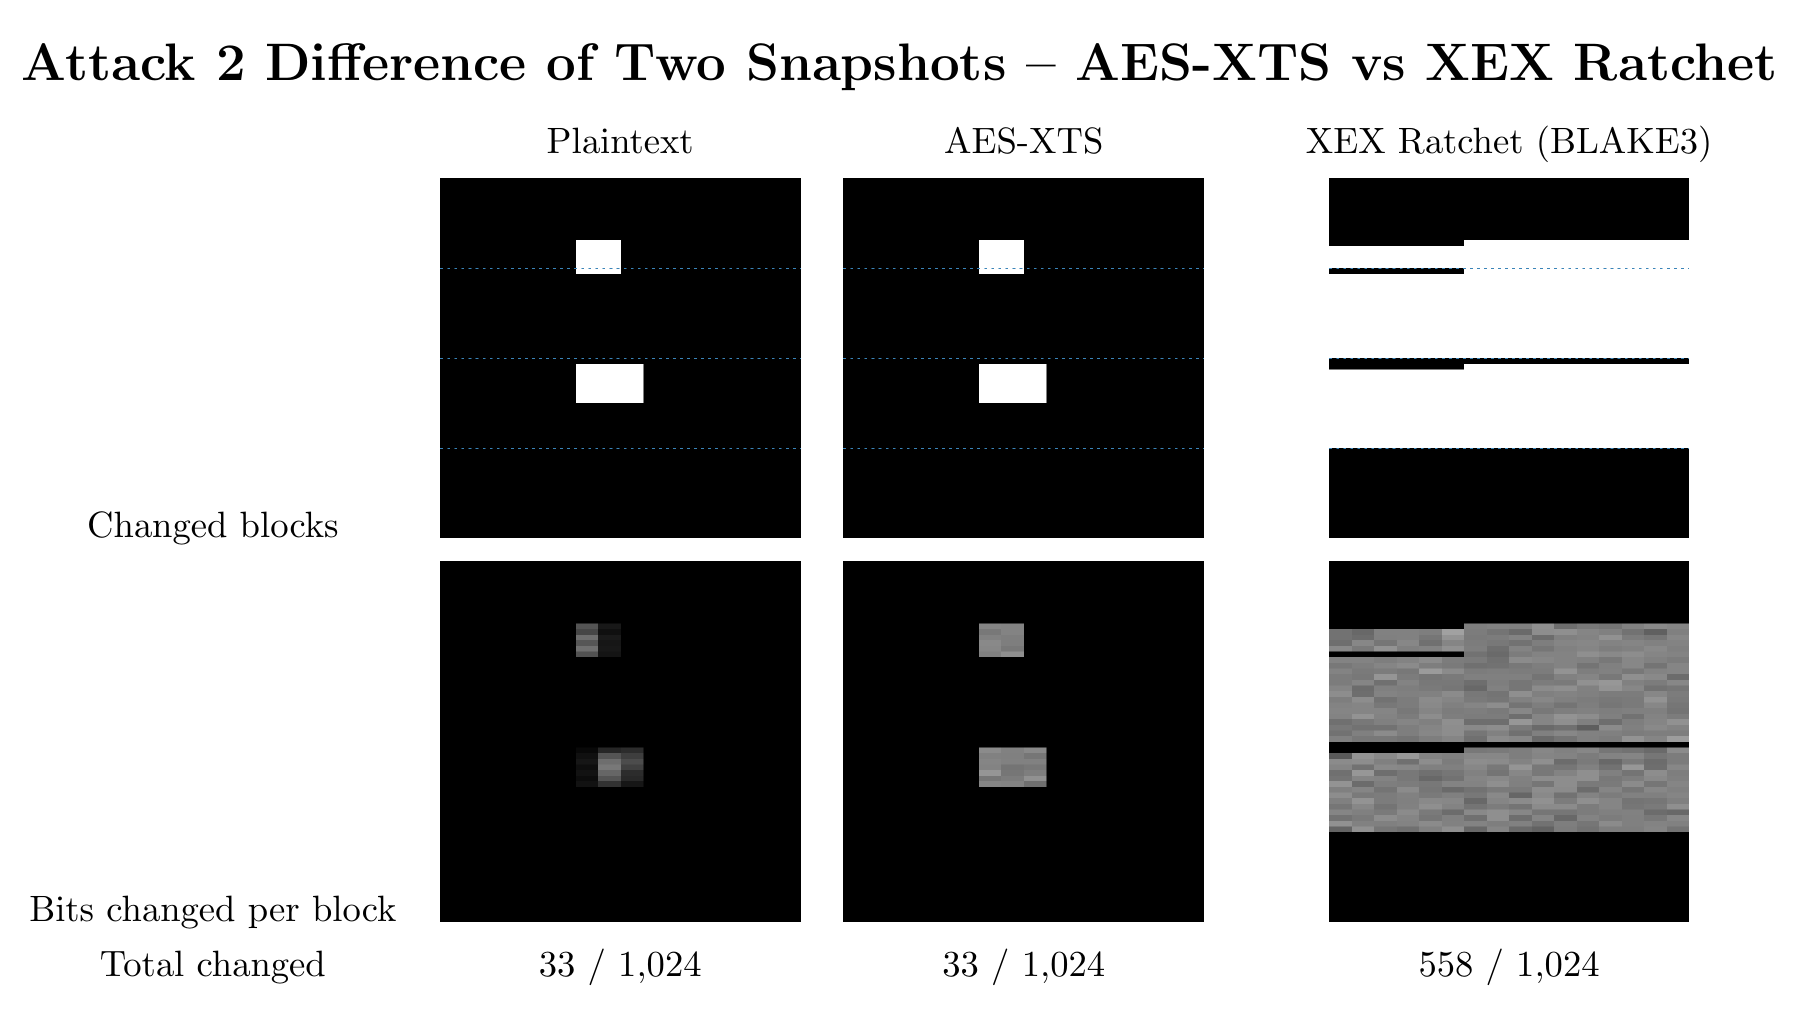 Attack 2 Difference of Two Snapshots – AES-XTS vs XEX Ratchet
Plaintext AES-XTS XEX Ratchet (BLAKE3)
Changed blocks
Bits changed per block
Total changed 33 / 1,024 33 / 1,024 558 / 1,024